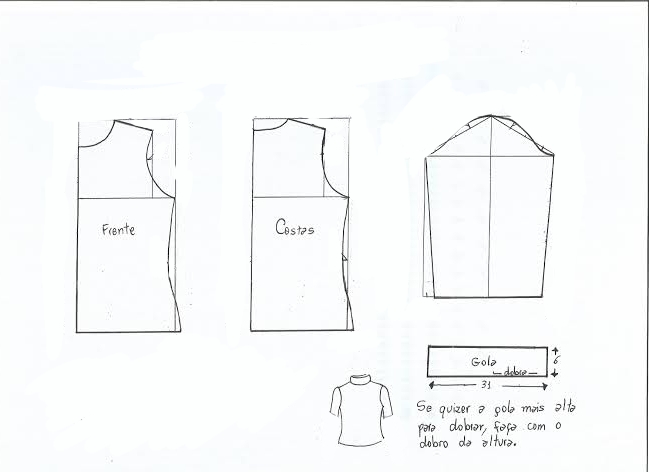 Frente
Costas
Gola
dobra
6
31
Se quizer a gola mais alta
para dobrar, faça com o
dobro da altura.